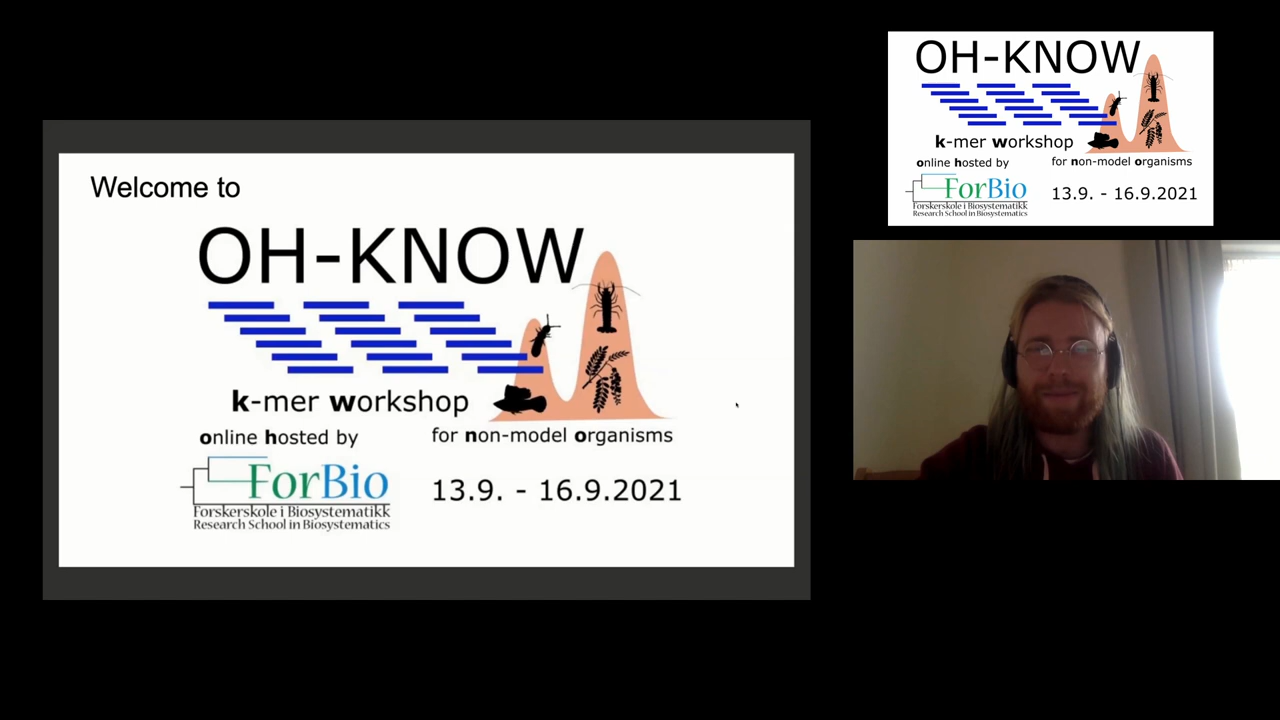 Welcome to
OH-KNOW
k-mer workshop
online hosted by
for non-model organisms
ForBio
Forskerskole i Biosystematikk
Research School in Biosystematics
13.9. - 16.9.2021
OH-KNOW
k-mer workshop
online hosted by
for non-model organisms
ForBio
Forskerskole i Biosystematikk
Research School in Biosystematics
13.9. - 16.9.2021